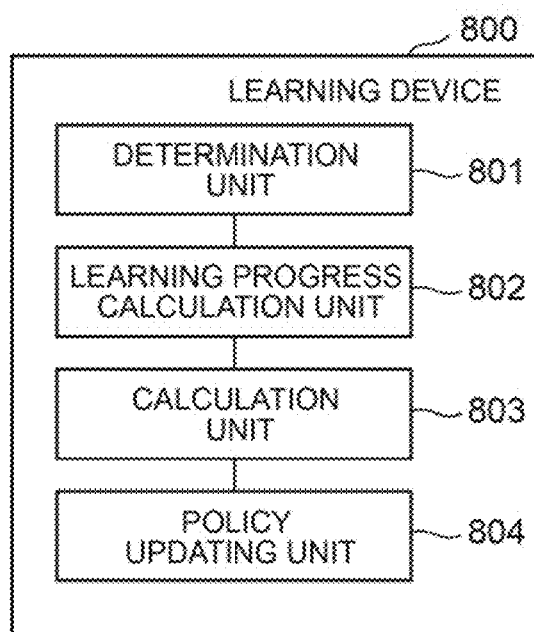 800
LEARNING DEVICE
DETERMINATION
UNIT
801
LEARNING PROGRESS
CALCULATION UNIT
802
CALCULATION
UNIT
803
POLICY
UPDATING UNIT
804